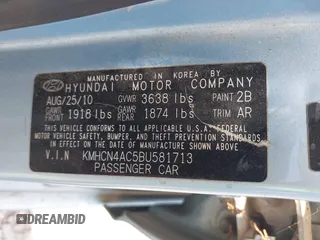 MANUFACTURED IN KOREA BY
HYUNDAI MOTOR COMPANY
AUG/25/10 GVWR 3638 lbs PAINT 2B
GAWR FRONT 1918 lbs GAWR REAR 1874 lbs TRIM AR
THIS VEHICLE CONFORMS TO ALL APPLICABLE U.S.A. FEDERAL
MOTOR VEHICLE SAFETY, BUMPER, AND THEFT PREVENTION STANDARDS
IN EFFECT ON THE DATE OF MANUFACTURE SHOWN ABOVE.
V.I.N KMHCN4AC5BU581713
PASSENGER CAR
DREAMBID
DREAMBID.COM